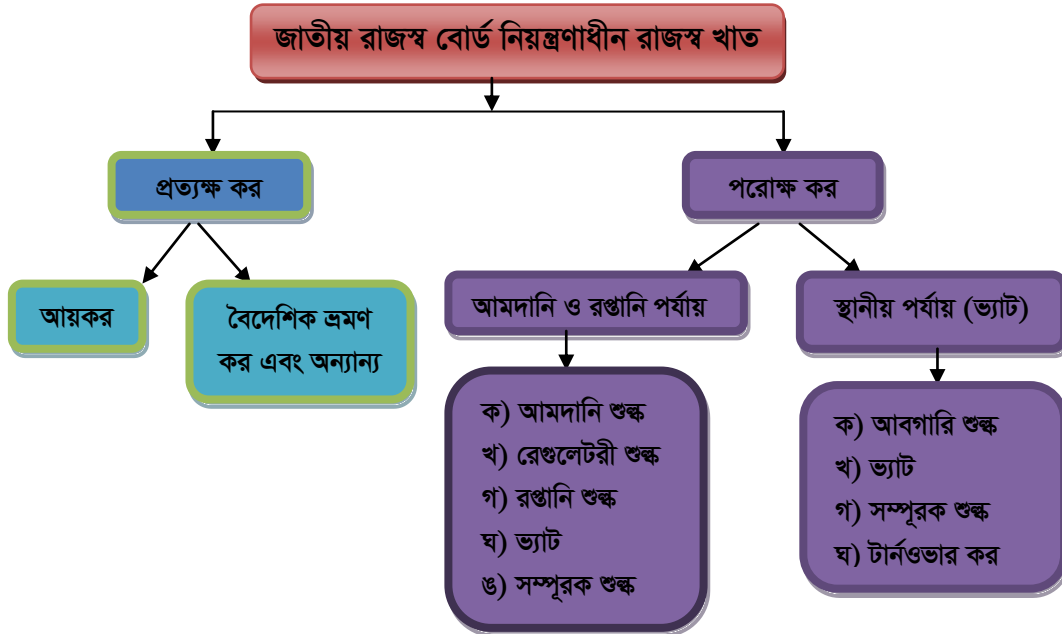 জাতীয় রাজস্ব বোর্ড নিয়ন্ত্রণাধীন রাজস্ব খাত
প্রত্যক্ষ কর
পরোক্ষ কর
আয়কর
বৈদেশিক ভ্রমণ
কর এবং অন্যান্য
আমদানি ও রপ্তানি পর্যায়
স্থানীয় পর্যায় (ভ্যাট)
ক) আমদানি শুল্ক
খ) রেগুলেটরী শুল্ক
গ) রপ্তানি শুল্ক
ঘ) ভ্যাট
ঙ) সম্পূরক শুল্ক
ক) আবগারি শুল্ক
খ) ভ্যাট
গ) সম্পূরক শুল্ক
ঘ) টার্নওভার কর